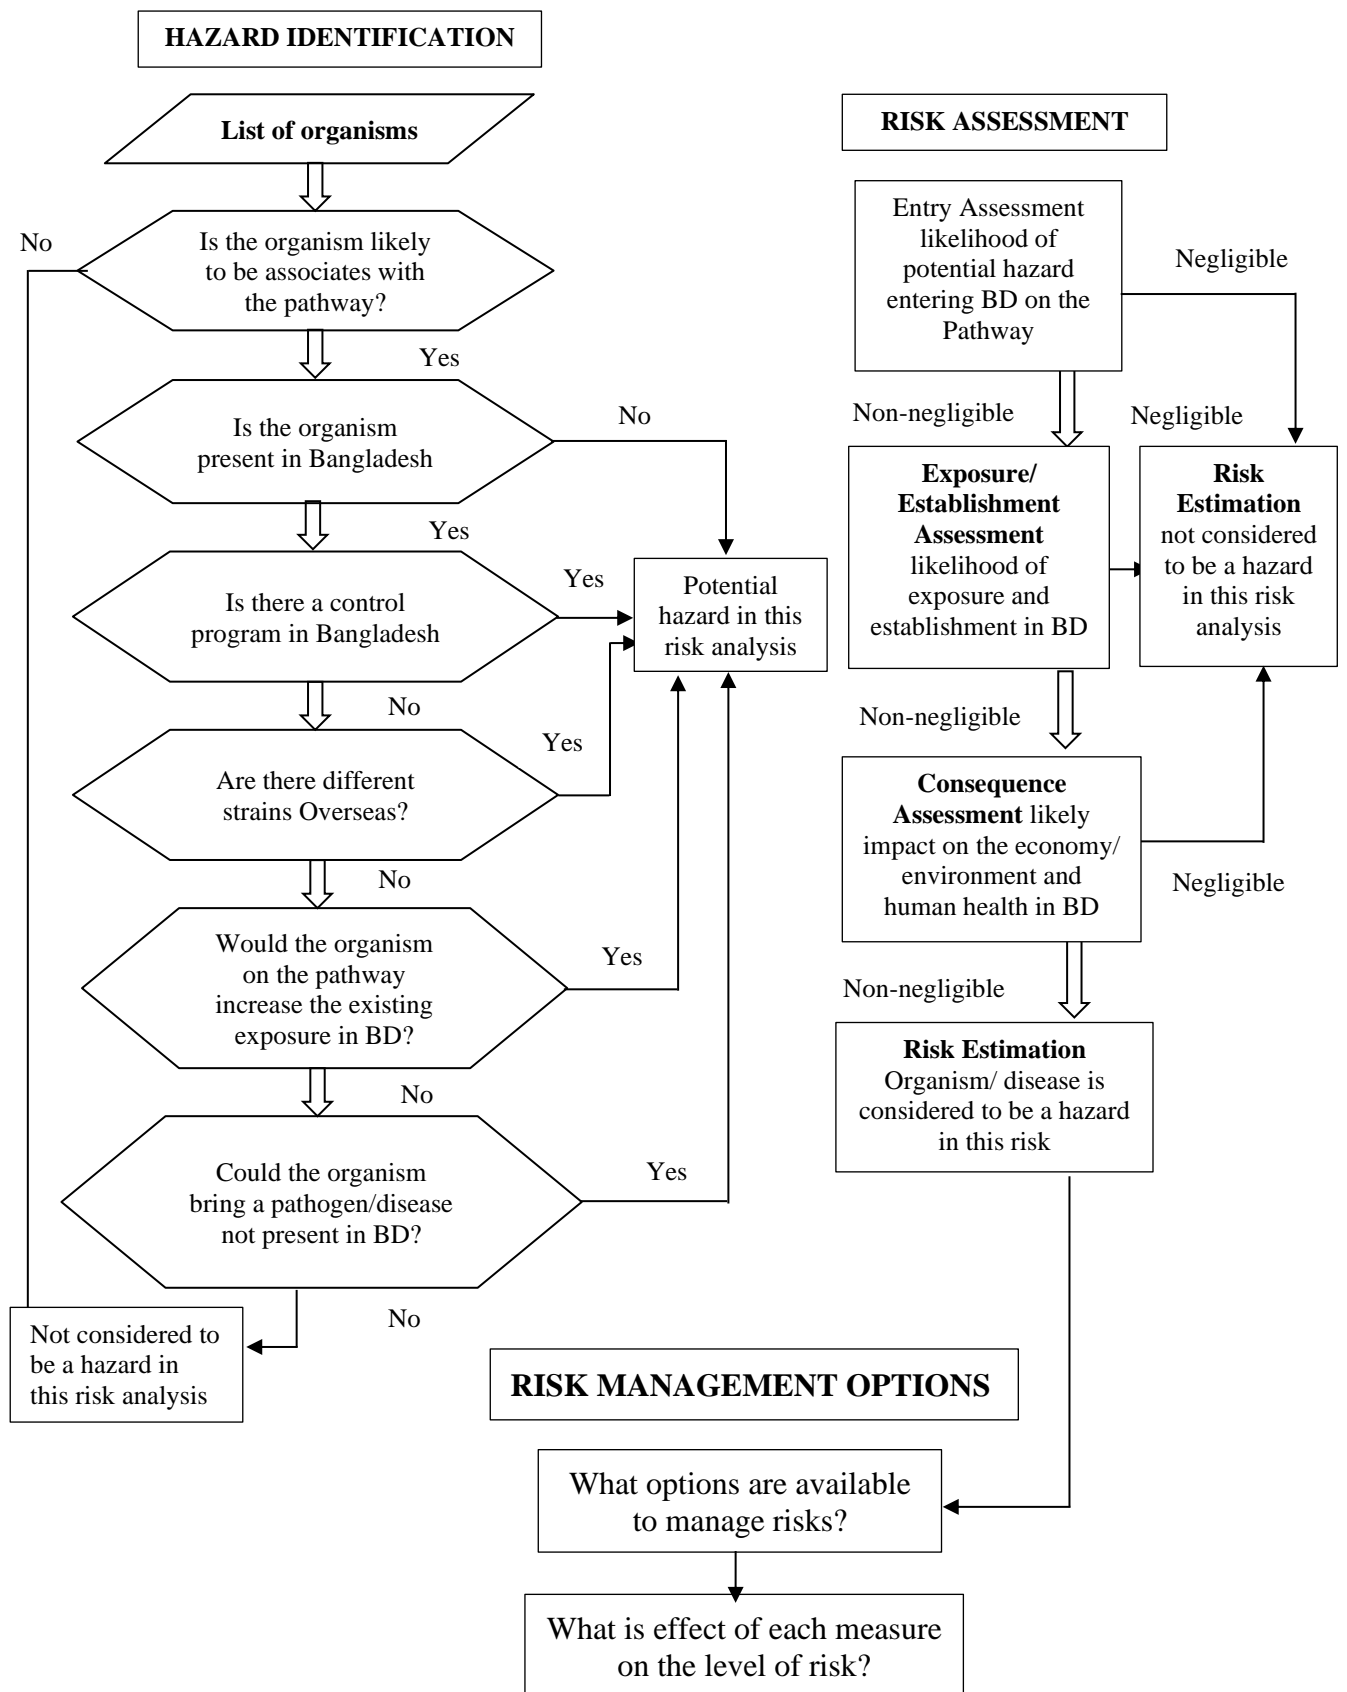 HAZARD IDENTIFICATION
List of organisms
No
Is the organism likely
to be associates with
the pathway?
Yes
Is the organism
present in Bangladesh
No
Yes
Is there a control
program in Bangladesh
Yes
Potential
hazard in this
risk analysis
No
Are there different
strains Overseas?
Yes
No
Would the organism
on the pathway
increase the existing
exposure in BD?
Yes
No
Could the organism
bring a pathogen/disease
not present in BD?
Yes
No
Not considered to
be a hazard in
this risk analysis
RISK ASSESSMENT
Entry Assessment
likelihood of
potential hazard
entering BD on the
Pathway
Negligible
Non-negligible
Negligible
Exposure/
Establishment
Assessment
likelihood of
exposure and
establishment in BD
Risk
Estimation
not considered
to be a hazard
in this risk
analysis
Non-negligible
Consequence
Assessment likely
impact on the economy/
environment and
human health in BD
Negligible
Non-negligible
Risk Estimation
Organism/ disease is
considered to be a hazard
in this risk
RISK MANAGEMENT OPTIONS
What options are available
to manage risks?
What is effect of each measure
on the level of risk?